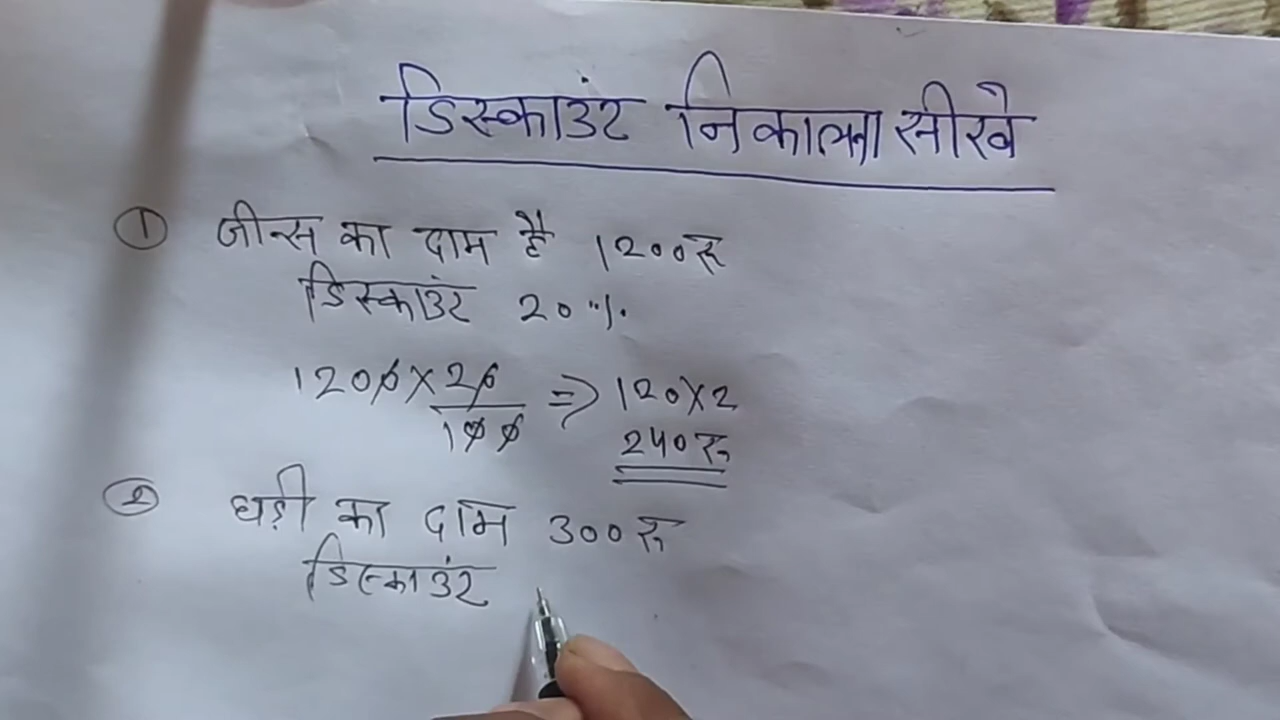 डिस्काउंट निकालना सीखे
① जीन्स का दाम है 1200रू
डिस्काउंट 20%
1200×20/100 => 120×2
240रू
② घड़ी का दाम 300रू
डिस्काउंट